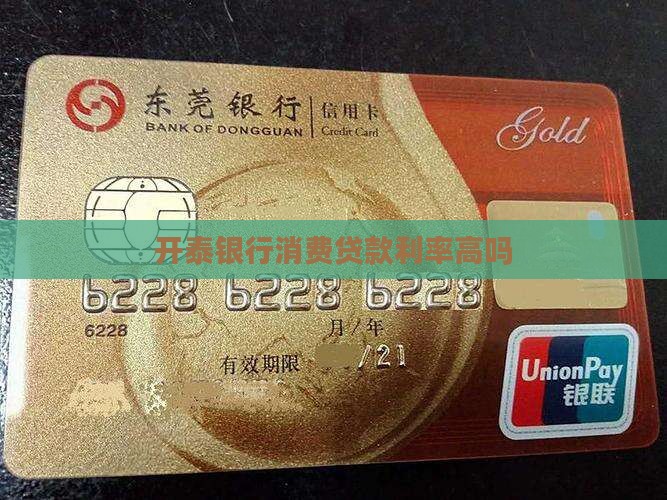 东莞银行 信用卡 Gold
BANK OF DONGGUAN Credit Card
开泰银行消费贷款利率高吗
6228 6228 6228
6228
月/年
有效期限 /21
UnionPay
银联